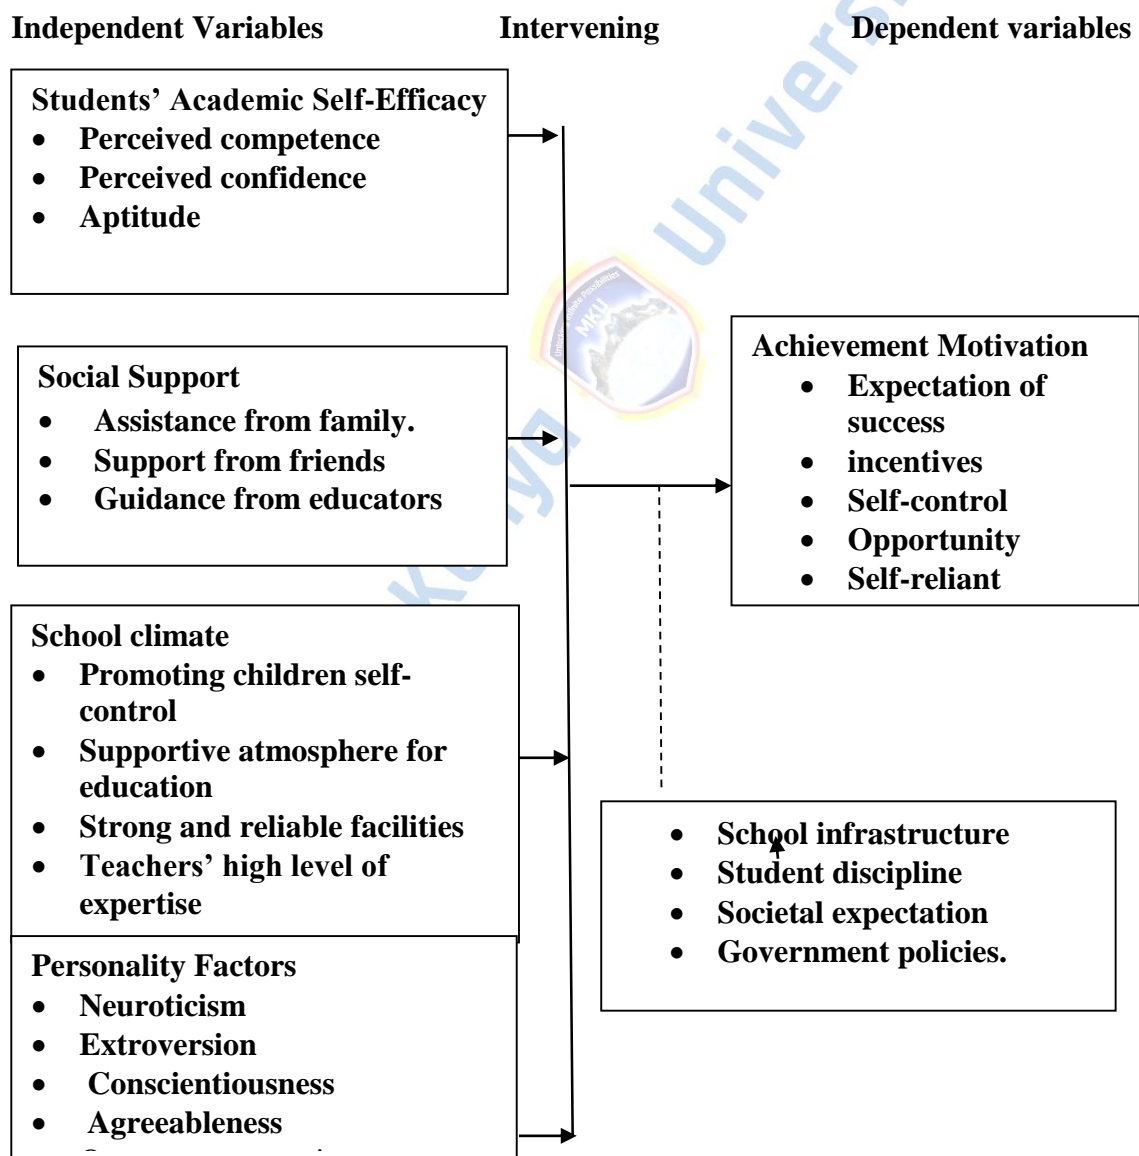 Independent Variables Intervening Dependent variables
Students’ Academic Self-Efficacy
• Perceived competence
• Perceived confidence
• Aptitude
Social Support
• Assistance from family.
• Support from friends
• Guidance from educators
School climate
• Promoting children self-
control
• Supportive atmosphere for
education
• Strong and reliable facilities
• Teachers’ high level of
expertise
Personality Factors
• Neuroticism
• Extroversion
• Conscientiousness
• Agreeableness
Achievement Motivation
• Expectation of
success
• incentives
• Self-control
• Opportunity
• Self-reliant
• School infrastructure
• Student discipline
• Societal expectation
• Government policies.
MKU